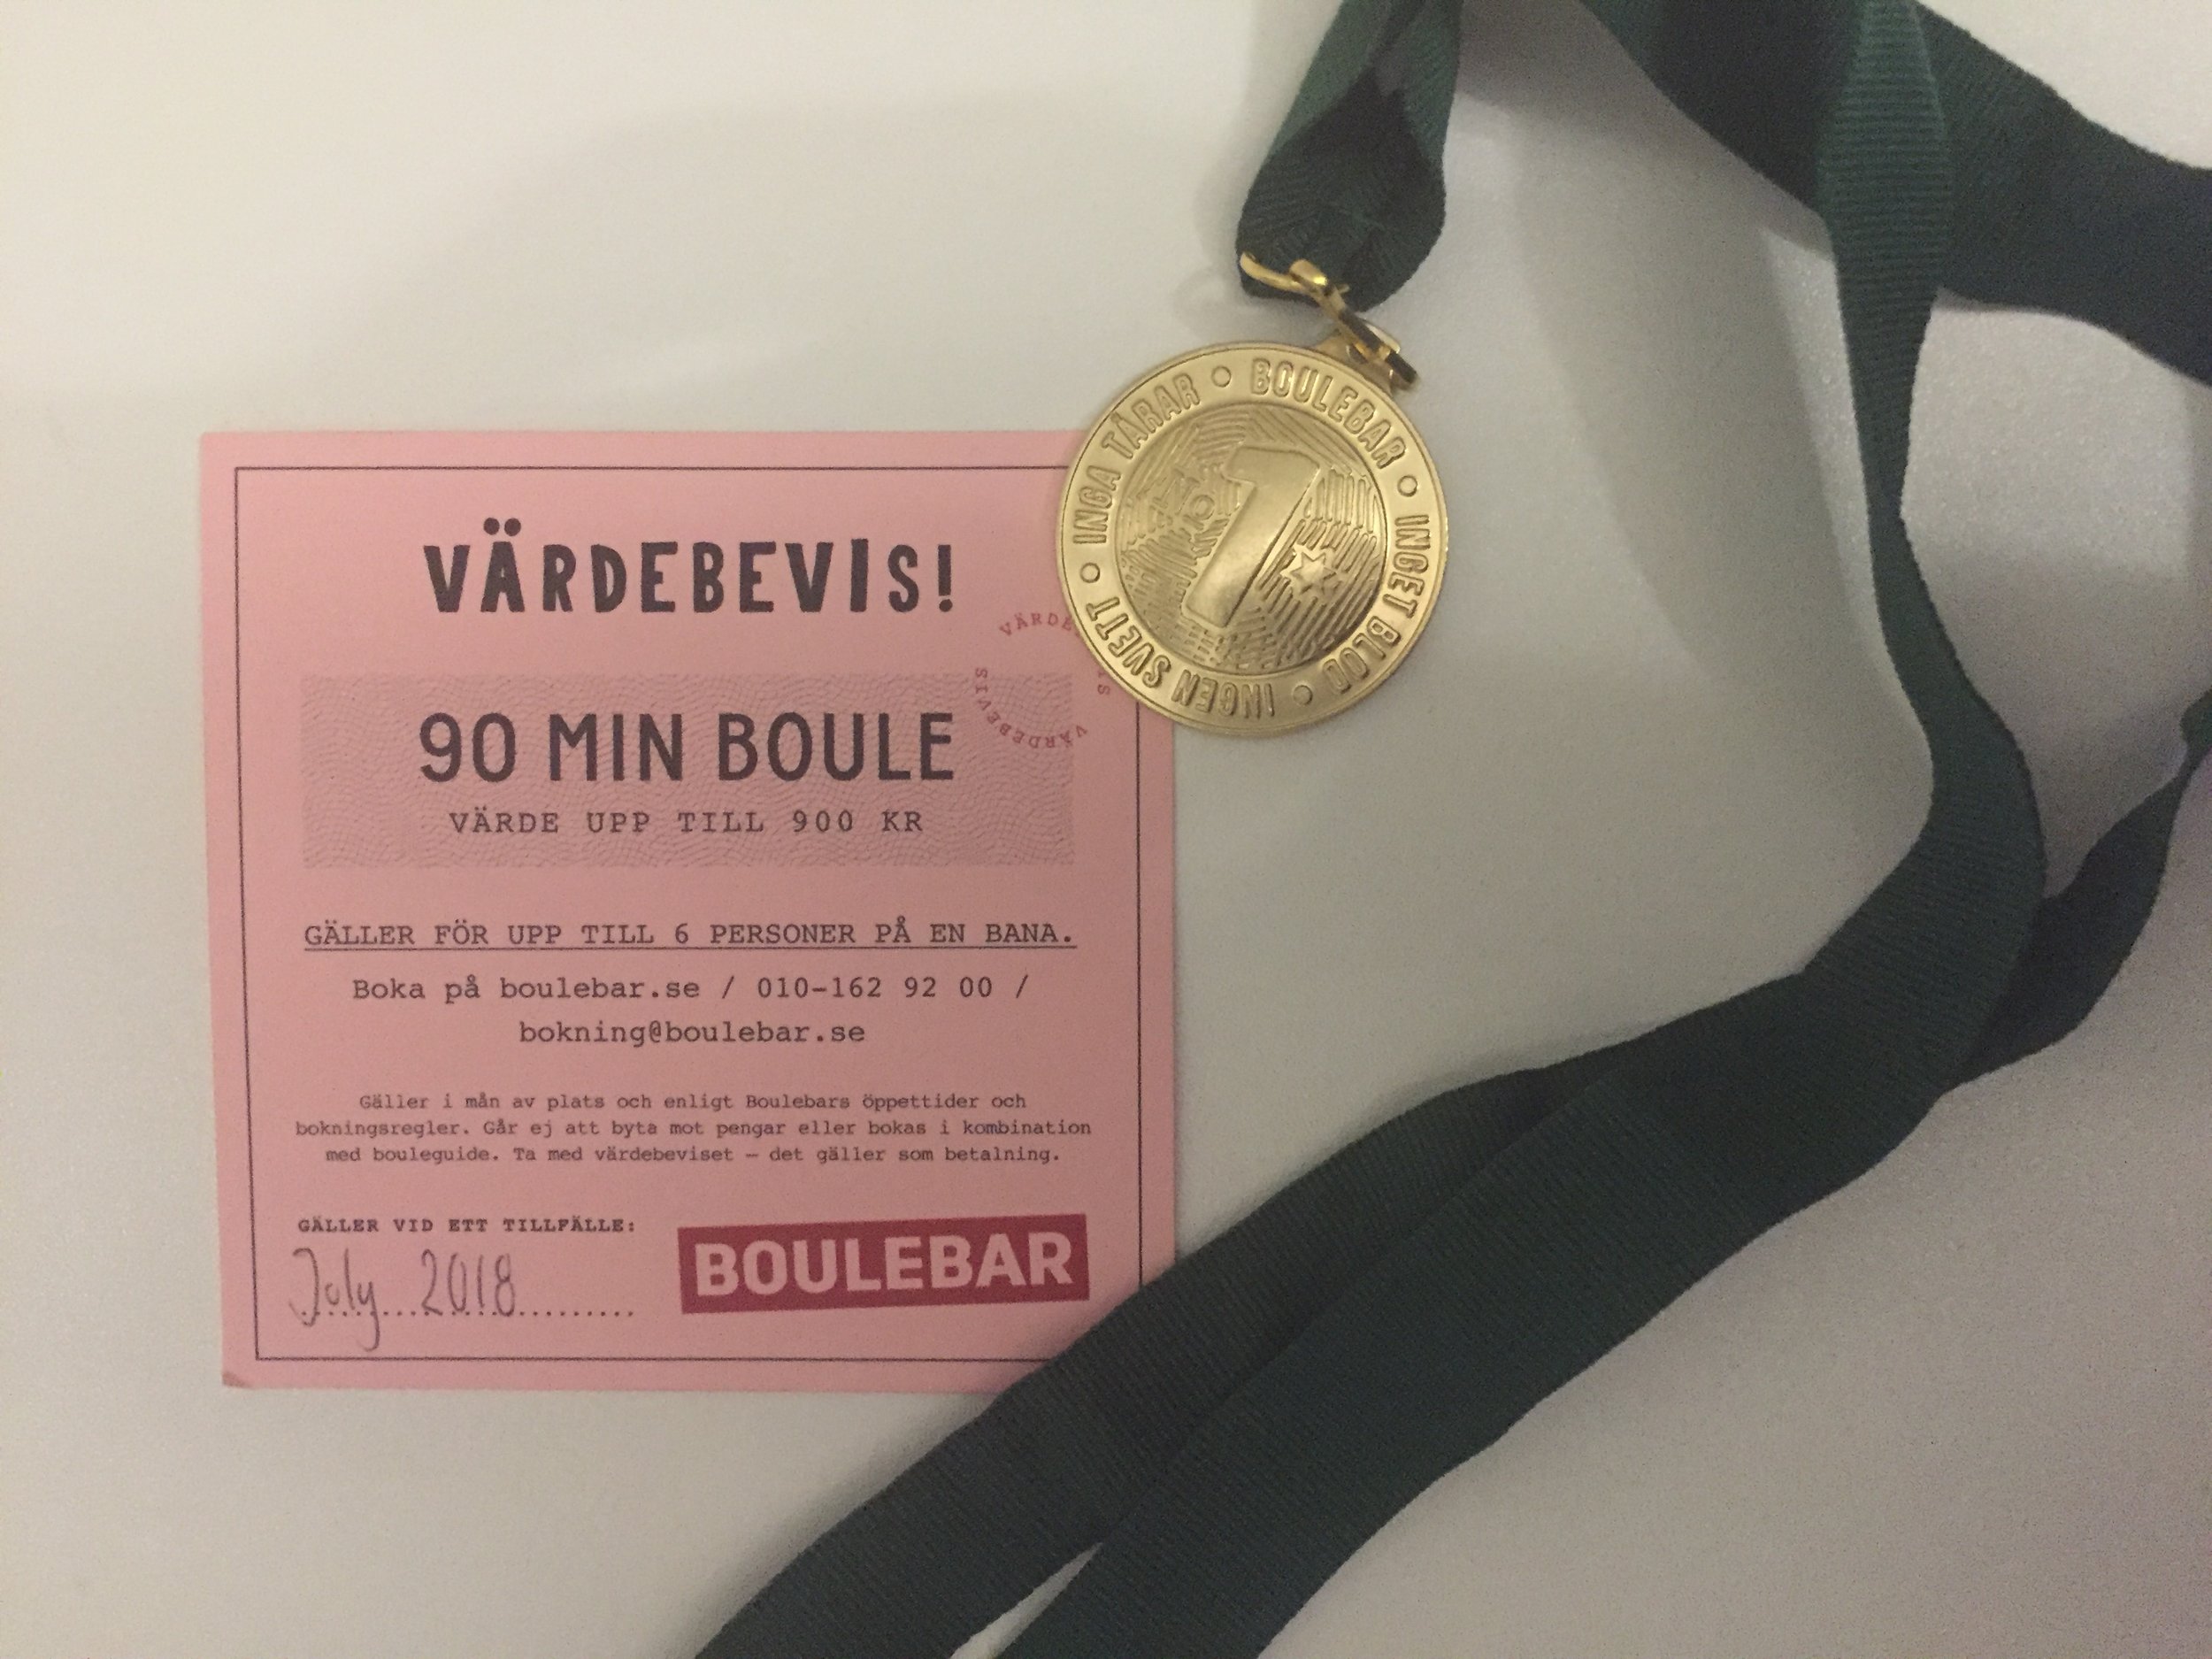 VÄRDEBEVIS!
90 MIN BOULE
VÄRDE UPP TILL 900 KR
GÄLLER FÖR UPP TILL 6 PERSONER PÅ EN BANA.
Boka på boulebar.se / 010-162 92 00 /
bokning@boulebar.se
Gäller i mån av plats och enligt Boulebars öppettider och
bokningsregler. Går ej att byta mot pengar eller bokas i kombination
med bouleguide. Ta med värdebeviset – det gäller som betalning.
GÄLLER VID ETT TILLFÄLLE:
July 2018
BOULEBAR
VÄRDEBEVIS
BOULEBAR • INGET BLOD • INGEN SVETT • INGA TÅRAR •
No 1